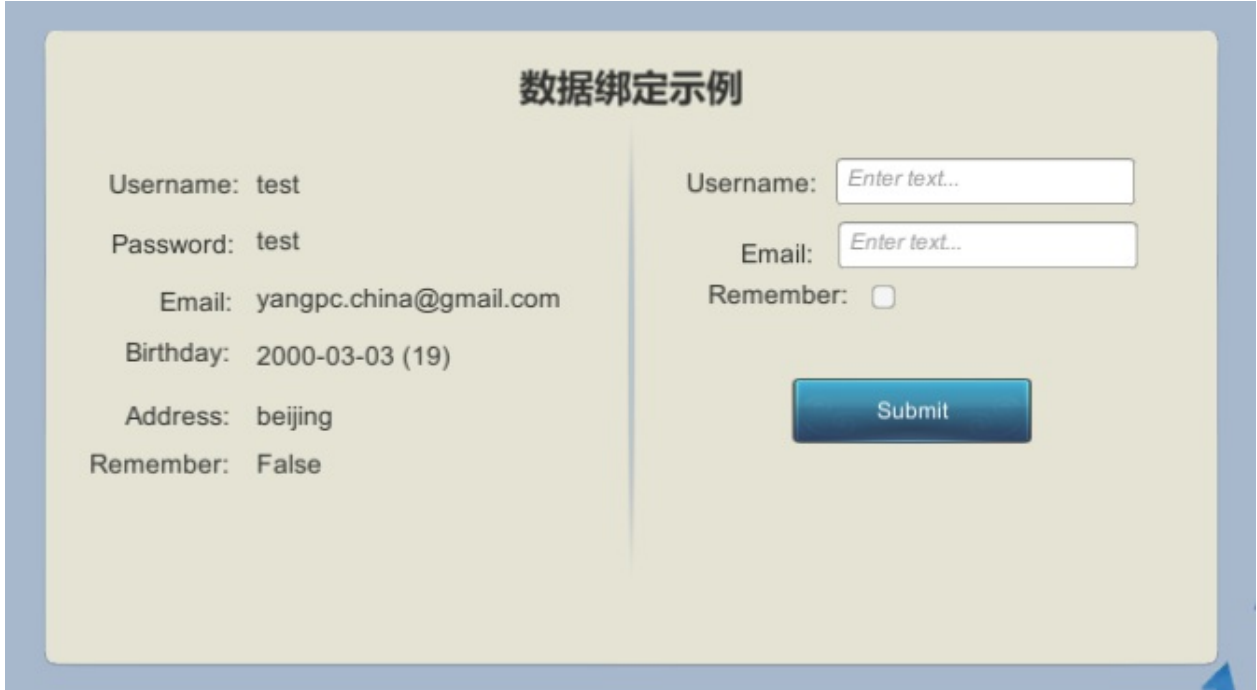 数据绑定示例
Username: test
Password: test
Email: yangpc.china@gmail.com
Birthday: 2000-03-03 (19)
Address: beijing
Remember: False
Username: Enter text...
Email: Enter text...
Remember:
Submit